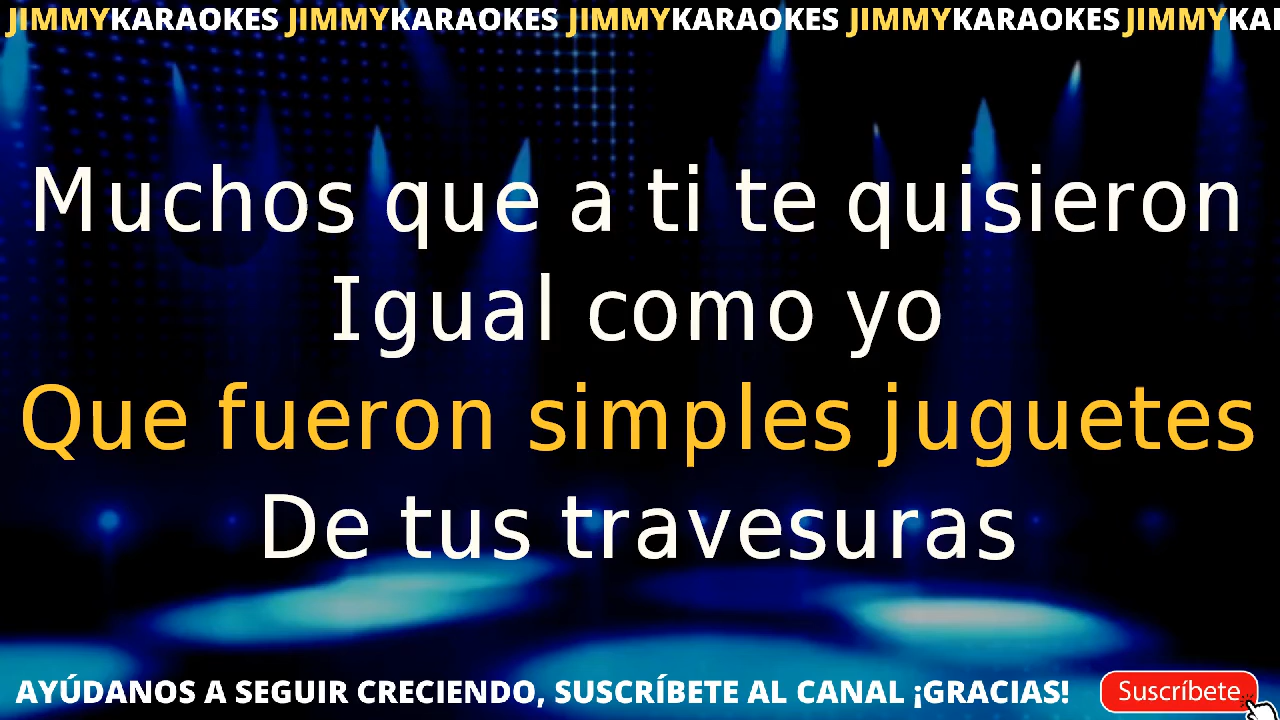 JIMMYKARAOKES JIMMYKARAOKES JIMMYKARAOKES JIMMYKARAOKES JIMMYKA
Muchos que a ti te quisieron
Igual como yo
Que fueron simples juguetes
De tus travesuras
AYÚDANOS A SEGUIR CRECIENDO, SUSCRÍBETE AL CANAL ¡GRACIAS!
Suscríbete